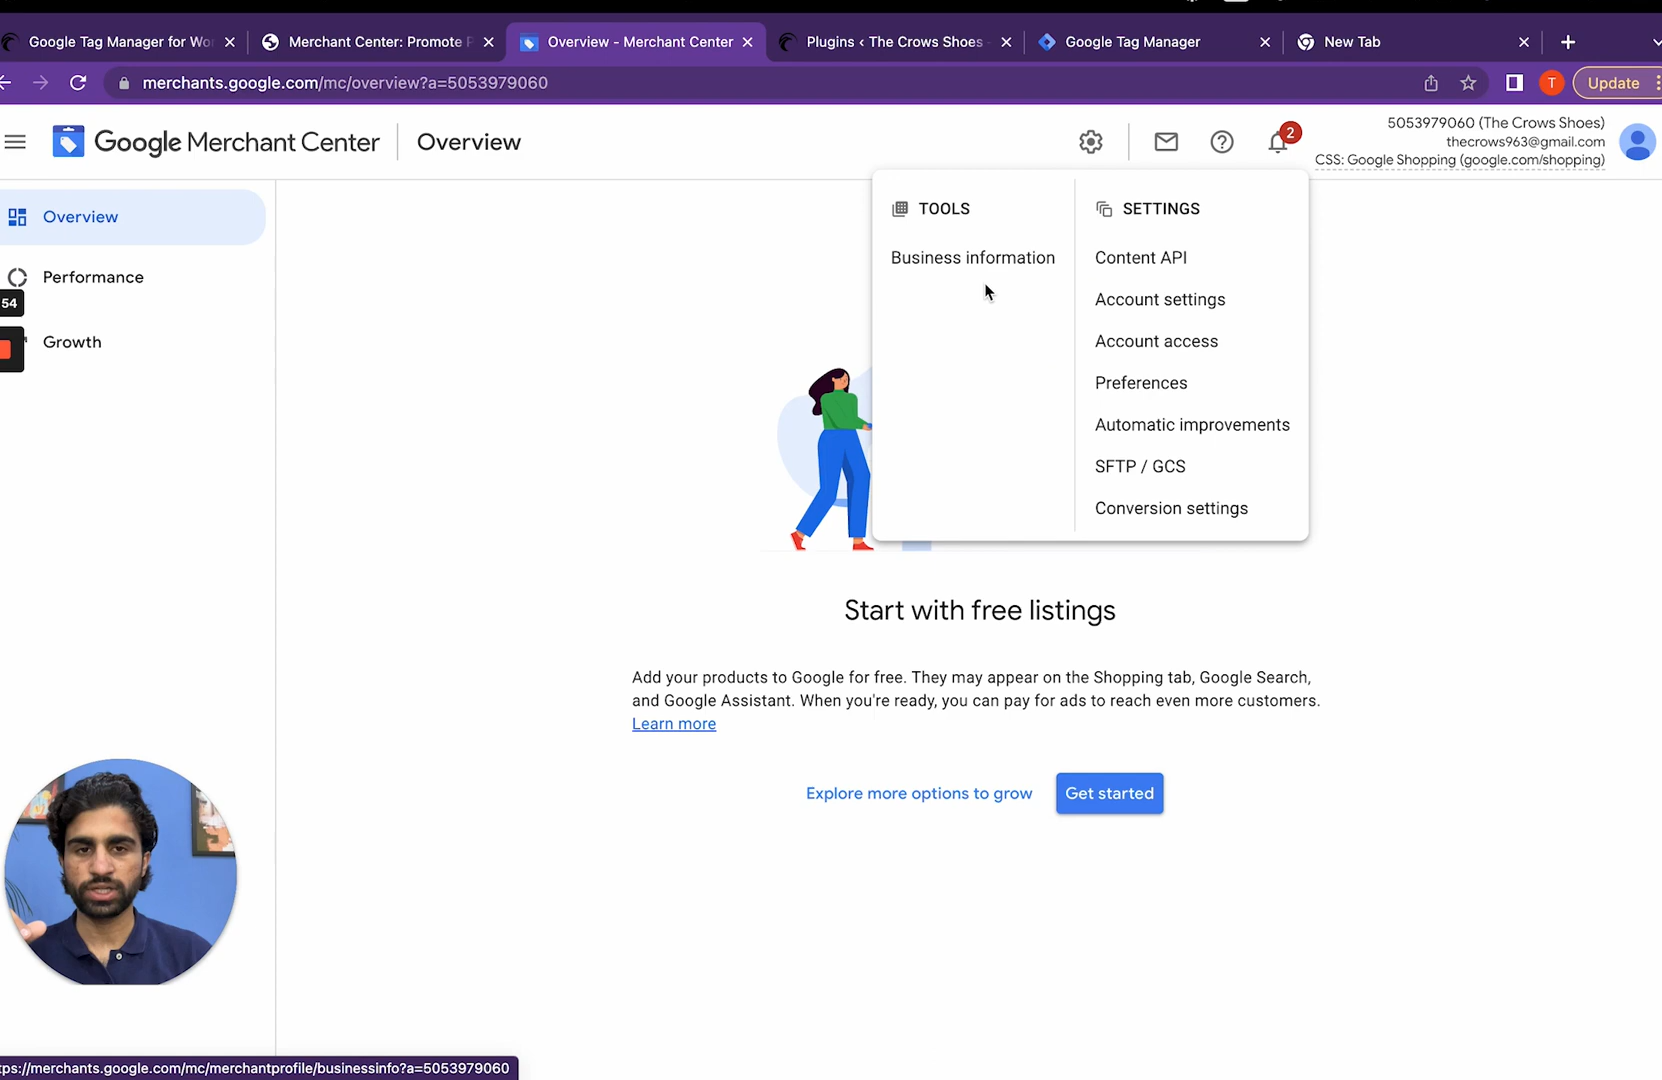 Google Tag Manager for Wo
Merchant Center: Promote
Overview - Merchant Center
Plugins ‹ The Crows Shoes
Google Tag Manager
New Tab
merchants.google.com/mc/overview?a=5053979060
T
Update
Google Merchant Center
Overview
2
5053979060 (The Crows Shoes)
thecrows963@gmail.com
CSS: Google Shopping (google.com/shopping)
Overview
Performance
54
Growth
TOOLS
Business information
SETTINGS
Content API
Account settings
Account access
Preferences
Automatic improvements
SFTP / GCS
Conversion settings
Start with free listings
Add your products to Google for free. They may appear on the Shopping tab, Google Search,
and Google Assistant. When you're ready, you can pay for ads to reach even more customers.
Learn more
Explore more options to grow
Get started
tps://merchants.google.com/mc/merchantprofile/businessinfo?a=5053979060